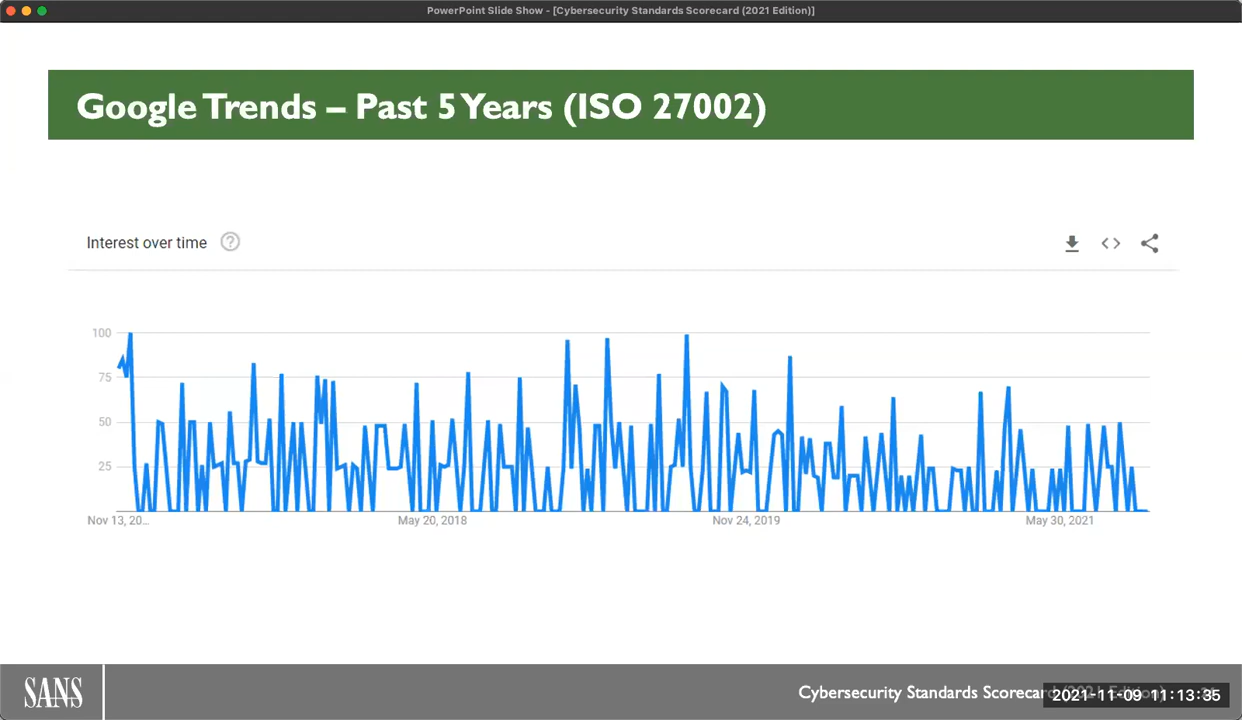 PowerPoint Slide Show - [Cybersecurity Standards Scorecard (2021 Edition)]
Google Trends – Past 5 Years (ISO 27002)
Interest over time
100
75
50
25
Nov 13, 20...
May 20, 2018
Nov 24, 2019
May 30, 2021
SANS
Cybersecurity Standards Scorecard (2021 Edition)
2021-11-09 11:13:35